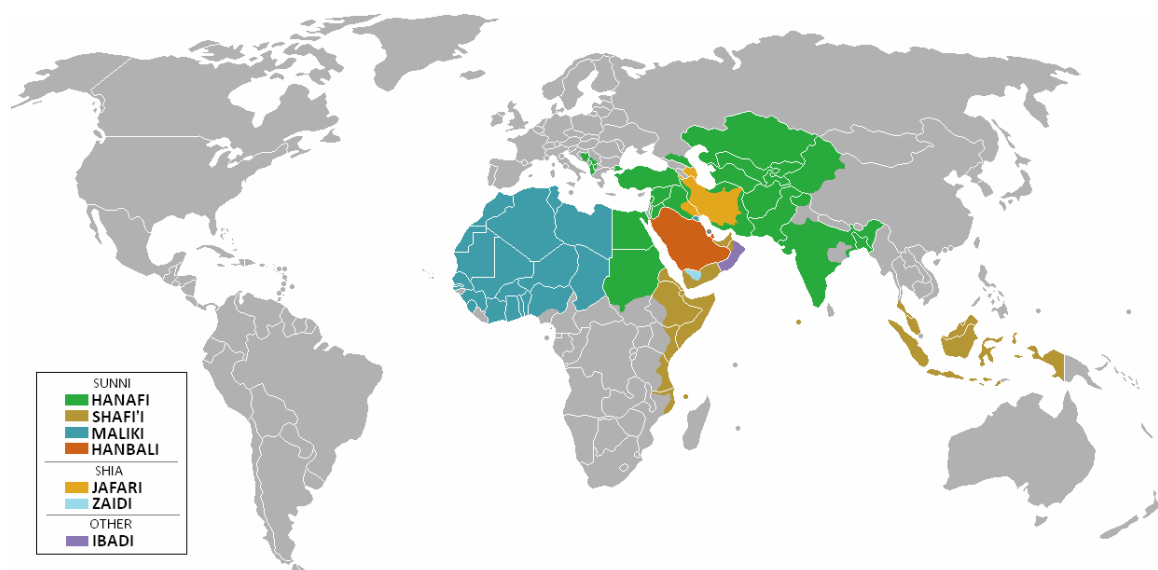 SUNNI
HANAFI
SHAFI'I
MALIKI
HANBALI
SHIA
JAFARI
ZAIDI
OTHER
IBADI